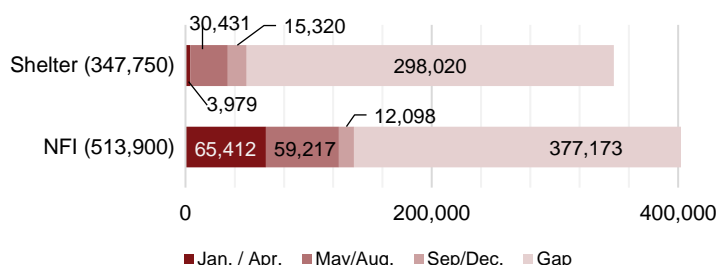 30,431 15,320
Shelter (347,750) 298,020
3,979
12,098
NFI (513,900) 65,412 59,217 377,173
0 200,000 400,000
Jan. / Apr. May/Aug. Sep/Dec. Gap